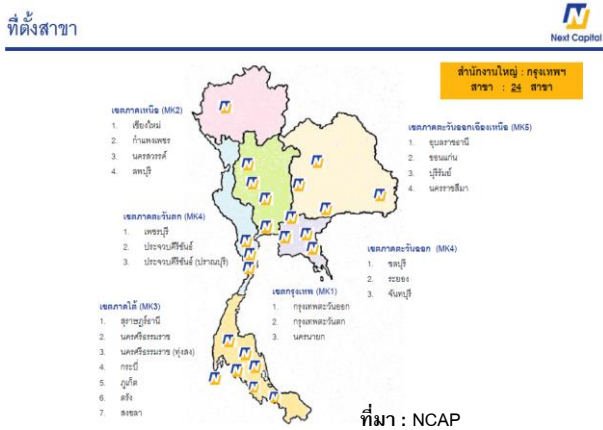 ที่ตั้งสาขา
Next Capital
สำนักงานใหญ่ : กรุงเทพฯ
สาขา : 24 สาขา
เขตภาคเหนือ (MK2)
1. เชียงใหม่
2. กำแพงเพชร
3. นครสวรรค์
4. ลพบุรี
เขตภาคตะวันออกเฉียงเหนือ (MK5)
1. อุบลราชธานี
2. ขอนแก่น
3. บุรีรัมย์
4. นครราชสีมา
เขตภาคตะวันตก (MK4)
1. เพชรบุรี
2. ประจวบคีรีขันธ์
3. ประจวบคีรีขันธ์ (ปราณบุรี)
เขตภาคตะวันออก (MK4)
1. ชลบุรี
2. ระยอง
3. จันทบุรี
เขตกรุงเทพ (MK1)
1. กรุงเทพตะวันออก
2. กรุงเทพตะวันตก
3. นครนายก
เขตภาคใต้ (MK3)
1. สุราษฎร์ธานี
2. นครศรีธรรมราช
3. นครศรีธรรมราช (ทุ่งสง)
4. กระบี่
5. ภูเก็ต
6. ตรัง
7. สงขลา
ที่มา : NCAP